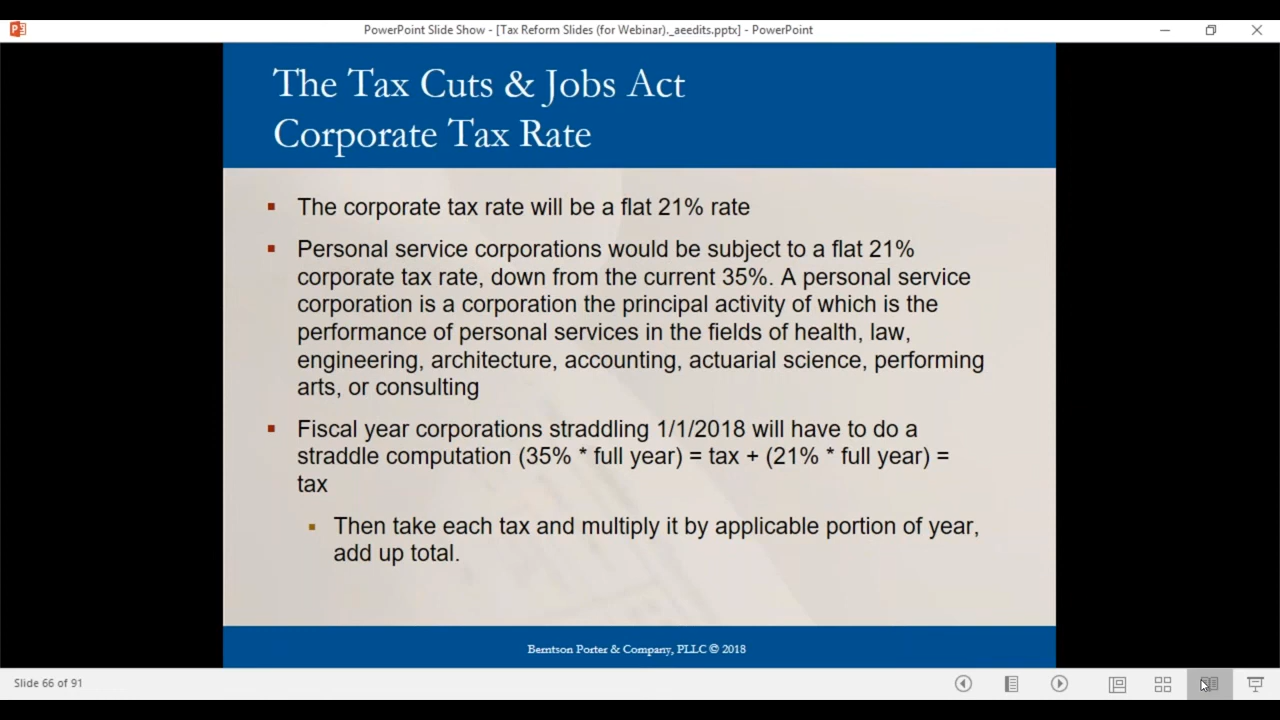 PowerPoint Slide Show - [Tax Reform Slides (for Webinar)._aeedits.pptx] - PowerPoint
The Tax Cuts & Jobs Act
Corporate Tax Rate
The corporate tax rate will be a flat 21% rate
Personal service corporations would be subject to a flat 21%
corporate tax rate, down from the current 35%. A personal service
corporation is a corporation the principal activity of which is the
performance of personal services in the fields of health, law,
engineering, architecture, accounting, actuarial science, performing
arts, or consulting
Fiscal year corporations straddling 1/1/2018 will have to do a
straddle computation (35% * full year) = tax + (21% * full year) =
tax
Then take each tax and multiply it by applicable portion of year,
add up total.
Berntson Porter & Company, PLLC © 2018
Slide 66 of 91